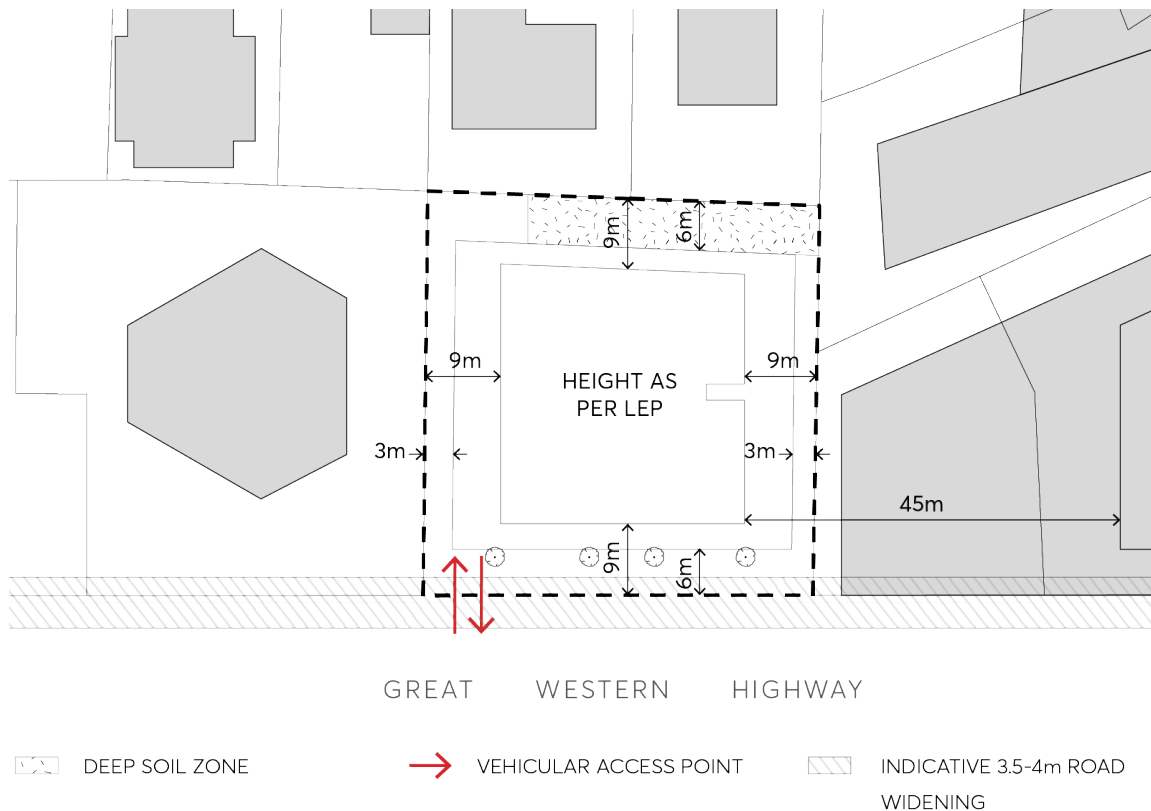 9m
6m
9m
9m
HEIGHT AS
PER LEP
3m
3m
45m
9m
6m
GREAT WESTERN HIGHWAY
DEEP SOIL ZONE
VEHICULAR ACCESS POINT
INDICATIVE 3.5-4m ROAD
WIDENING